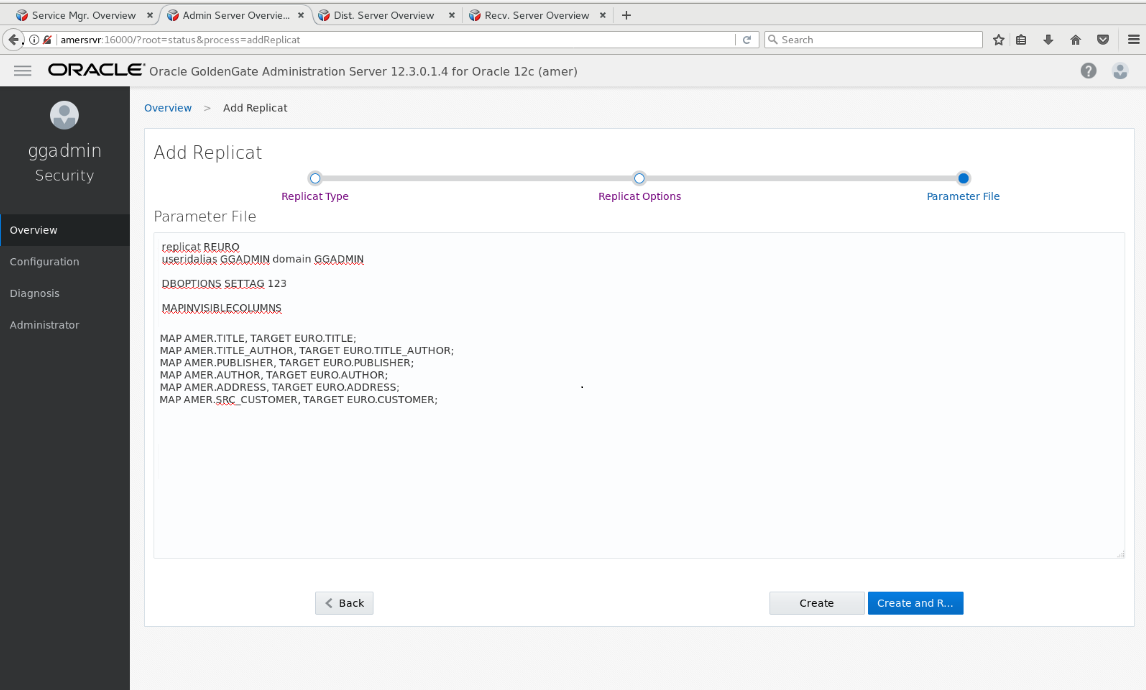 Service Mgr. Overview
Admin Server Overvie...
Dist. Server Overview
Recv. Server Overview
amersrvr:16000/?root=status&process=addReplicat
Search
ORACLE Oracle GoldenGate Administration Server 12.3.0.1.4 for Oracle 12c (amer)
ggadmin
Security
Overview
Configuration
Diagnosis
Administrator
Overview > Add Replicat
Add Replicat
Replicat Type
Replicat Options
Parameter File
Parameter File
replicat REURO
useridalias GGADMIN domain GGADMIN
DBOPTIONS SETTAG 123
MAPINVISIBLECOLUMNS
MAP AMER.TITLE, TARGET EURO.TITLE;
MAP AMER.TITLE_AUTHOR, TARGET EURO.TITLE_AUTHOR;
MAP AMER.PUBLISHER, TARGET EURO.PUBLISHER;
MAP AMER.AUTHOR, TARGET EURO.AUTHOR;
MAP AMER.ADDRESS, TARGET EURO.ADDRESS;
MAP AMER.SRC_CUSTOMER, TARGET EURO.CUSTOMER;
Back
Create
Create and R...